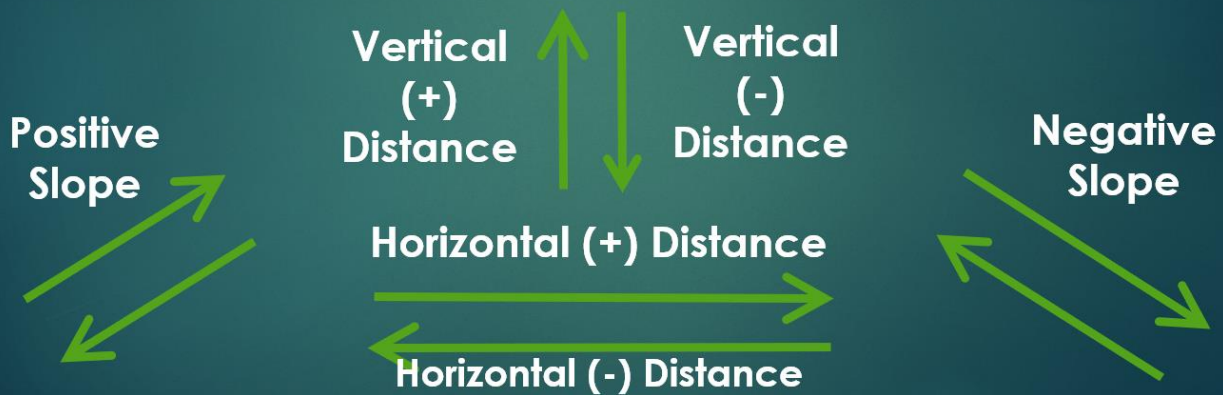 Vertical
(+)
Distance
Vertical
(-)
Distance
Positive
Slope
Negative
Slope
Horizontal (+) Distance
Horizontal (-) Distance